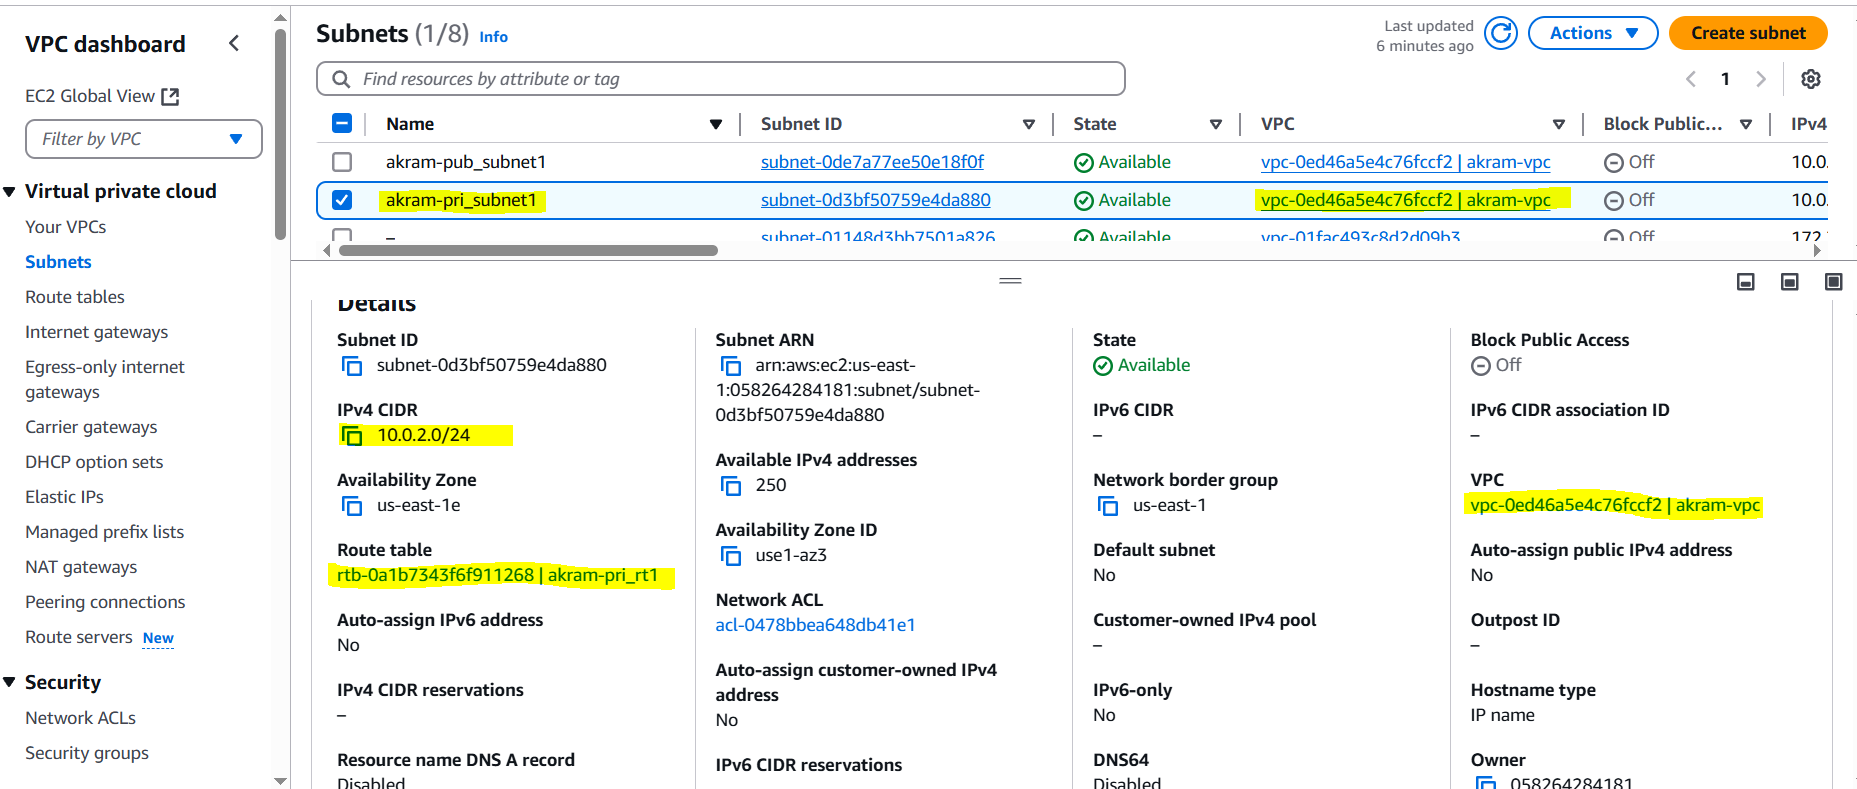 VPC dashboard
EC2 Global View
Filter by VPC
Virtual private cloud
Your VPCs
Subnets
Route tables
Internet gateways
Egress-only internet
gateways
Carrier gateways
DHCP option sets
Elastic IPs
Managed prefix lists
NAT gateways
Peering connections
Route servers New
Security
Network ACLs
Security groups
Subnets (1/8) Info
Last updated
6 minutes ago
Actions
Create subnet
Find resources by attribute or tag
1
Name Subnet ID State VPC Block Public... IPv4
akram-pub_subnet1 subnet-0de7a77ee50e18f0f Available vpc-0ed46a5e4c76fccf2 | akram-vpc Off 10.0.
akram-pri_subnet1 subnet-0d3bf50759e4da880 Available vpc-0ed46a5e4c76fccf2 | akram-vpc Off 10.0.
– subnet-01148d3bb7501a826 Available vpc-01fac493c8d2d09b3 Off 172.
Details
Subnet ID
subnet-0d3bf50759e4da880
IPv4 CIDR
10.0.2.0/24
Availability Zone
us-east-1e
Route table
rtb-0a1b7343f6f911268 | akram-pri_rt1
Auto-assign IPv6 address
No
IPv4 CIDR reservations
–
Resource name DNS A record
Disabled
Subnet ARN
arn:aws:ec2:us-east-
1:058264284181:subnet/subnet-
0d3bf50759e4da880
Available IPv4 addresses
250
Availability Zone ID
use1-az3
Network ACL
acl-0478bbea648db41e1
Auto-assign customer-owned IPv4
address
No
IPv6 CIDR reservations
State
Available
IPv6 CIDR
–
Network border group
us-east-1
Default subnet
No
Customer-owned IPv4 pool
–
IPv6-only
No
DNS64
Disabled
Block Public Access
Off
IPv6 CIDR association ID
–
VPC
vpc-0ed46a5e4c76fccf2 | akram-vpc
Auto-assign public IPv4 address
No
Outpost ID
–
Hostname type
IP name
Owner
058264284181